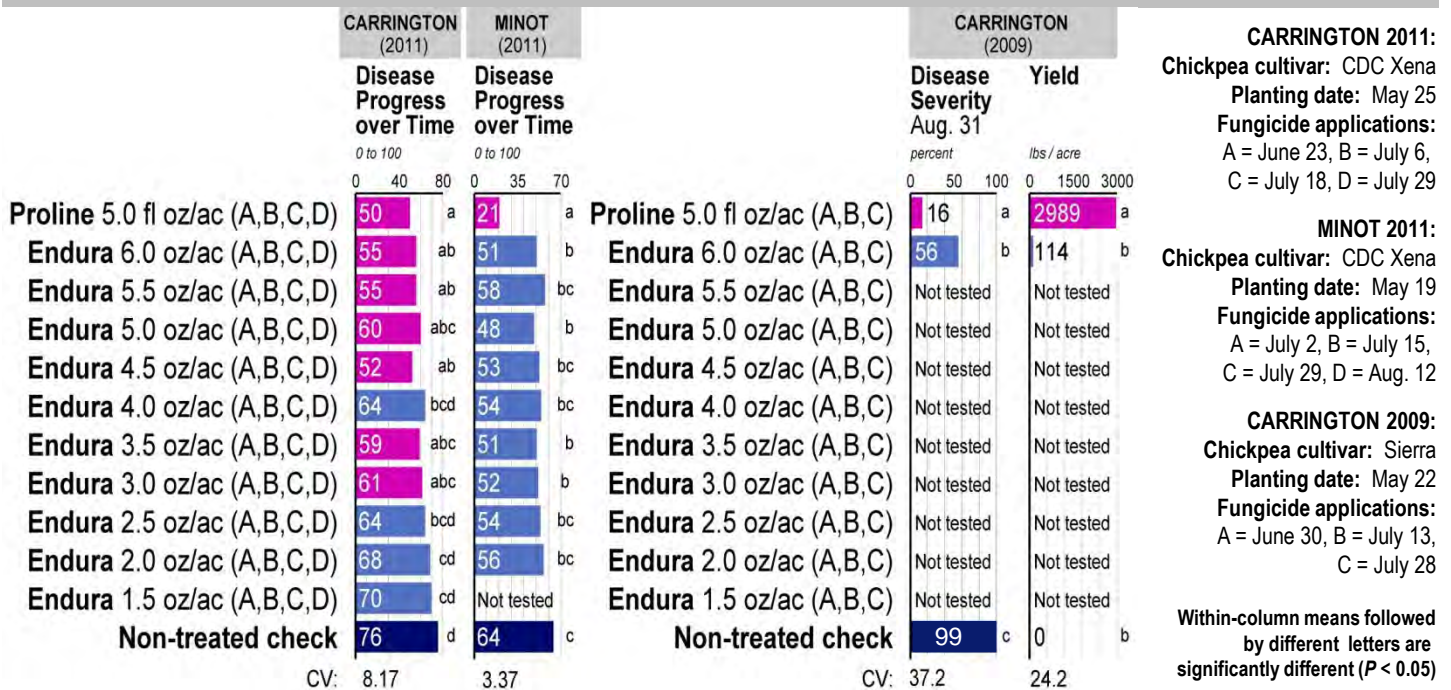 CARRINGTON
(2011)
MINOT
(2011)
CARRINGTON
(2009)
Disease
Progress
over Time
0 to 100
Disease
Progress
over Time
0 to 100
Disease
Severity
Aug. 31
percent
Yield
lbs / acre
0 40 80 0 35 70 0 50 100 0 1500 3000
Proline 5.0 fl oz/ac (A,B,C,D) 50 a 21 a Proline 5.0 fl oz/ac (A,B,C) 16 a 2989 a
Endura 6.0 oz/ac (A,B,C,D) 55 ab 51 b Endura 6.0 oz/ac (A,B,C) 56 b 114 b
Endura 5.5 oz/ac (A,B,C,D) 55 ab 58 bc Endura 5.5 oz/ac (A,B,C) Not tested Not tested
Endura 5.0 oz/ac (A,B,C,D) 60 abc 48 b Endura 5.0 oz/ac (A,B,C) Not tested Not tested
Endura 4.5 oz/ac (A,B,C,D) 52 ab 53 bc Endura 4.5 oz/ac (A,B,C) Not tested Not tested
Endura 4.0 oz/ac (A,B,C,D) 64 bcd 54 bc Endura 4.0 oz/ac (A,B,C) Not tested Not tested
Endura 3.5 oz/ac (A,B,C,D) 59 abc 51 b Endura 3.5 oz/ac (A,B,C) Not tested Not tested
Endura 3.0 oz/ac (A,B,C,D) 61 abc 52 b Endura 3.0 oz/ac (A,B,C) Not tested Not tested
Endura 2.5 oz/ac (A,B,C,D) 64 bcd 54 bc Endura 2.5 oz/ac (A,B,C) Not tested Not tested
Endura 2.0 oz/ac (A,B,C,D) 68 cd 56 bc Endura 2.0 oz/ac (A,B,C) Not tested Not tested
Endura 1.5 oz/ac (A,B,C,D) 70 cd Not tested Endura 1.5 oz/ac (A,B,C) Not tested Not tested
Non-treated check 76 d 64 c Non-treated check 99 c 0 b
CV: 8.17 3.37 CV: 37.2 24.2
CARRINGTON 2011:
Chickpea cultivar: CDC Xena
Planting date: May 25
Fungicide applications:
A = June 23, B = July 6,
C = July 18, D = July 29
MINOT 2011:
Chickpea cultivar: CDC Xena
Planting date: May 19
Fungicide applications:
A = July 2, B = July 15,
C = July 29, D = Aug. 12
CARRINGTON 2009:
Chickpea cultivar: Sierra
Planting date: May 22
Fungicide applications:
A = June 30, B = July 13,
C = July 28
Within-column means followed
by different letters are
significantly different (P < 0.05)